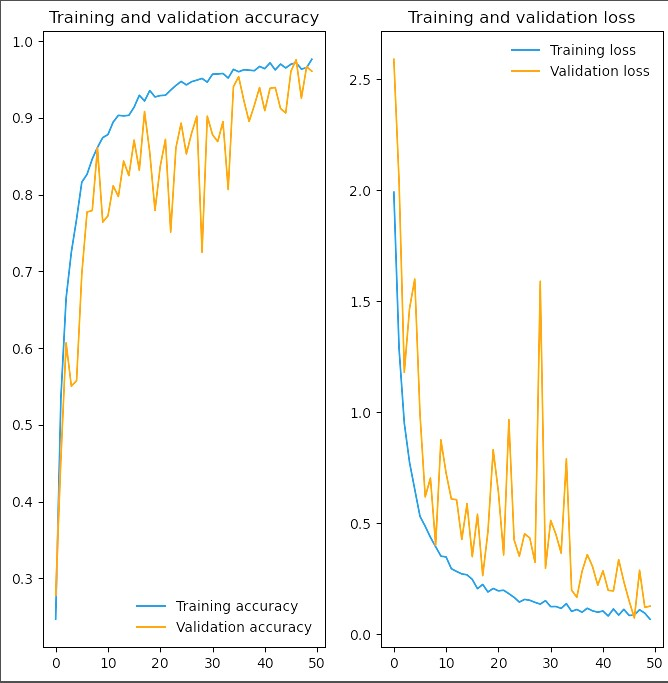 Training and validation accuracy
1.0
0.9
0.8
0.7
0.6
0.5
0.4
0.3
Training accuracy
Validation accuracy
0 10 20 30 40 50
Training and validation loss
Training loss
Validation loss
2.5
2.0
1.5
1.0
0.5
0.0
0 10 20 30 40 50